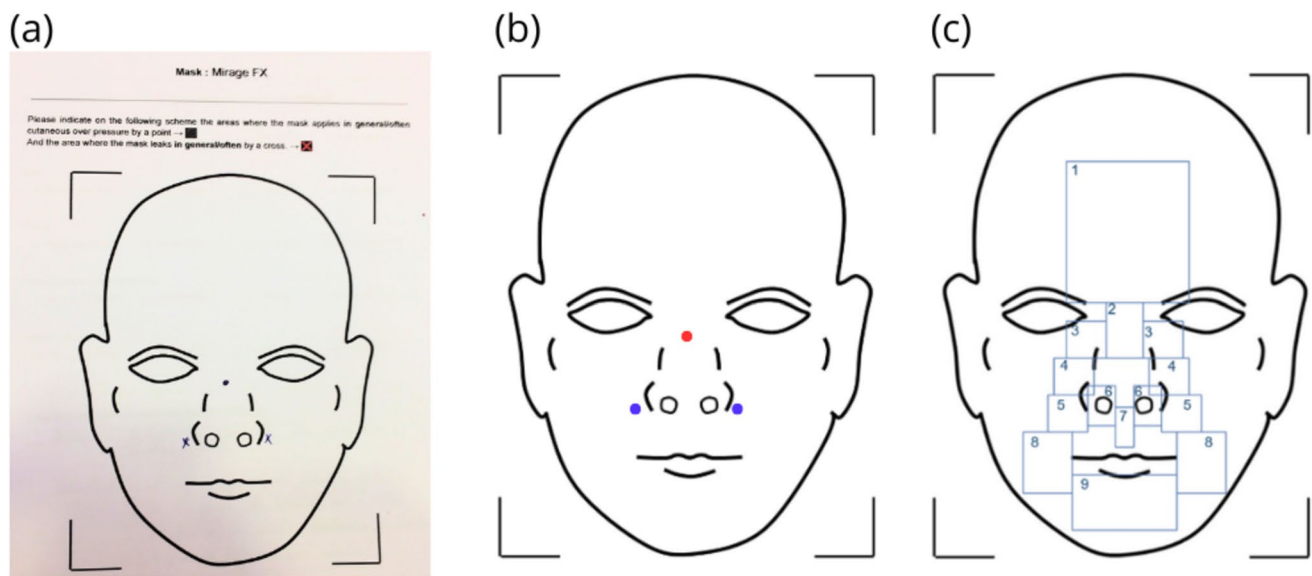 (a)
(b)
(c)
Mask : Mirage FX
Please indicate on the following scheme the areas where the mask applies in general/often
cutaneous over pressure by a point →
And the area where the mask leaks in general/often by a cross. →
1
2
3
3
4
4
6
6
5
5
7
8
8
9